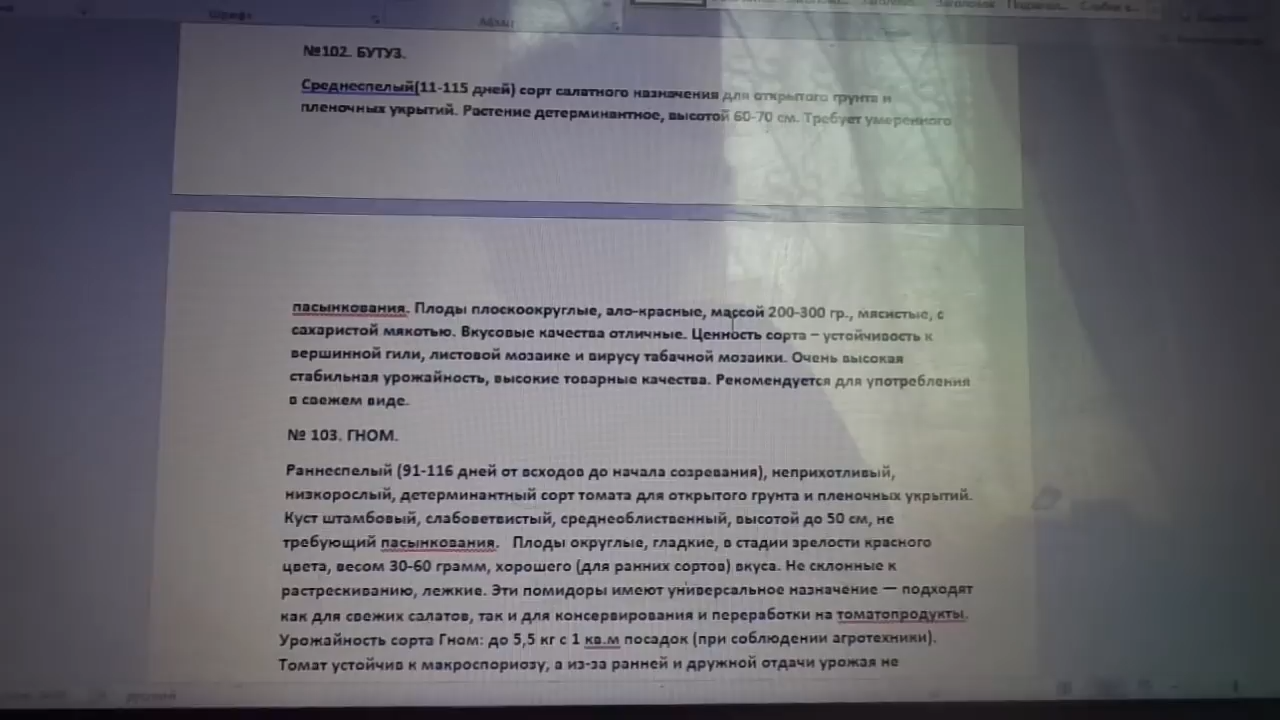 Шрифт
Абзац
№102. БУТУЗ.
Среднеспелый(11-115 дней) сорт салатного назначения для открытого грунта и
пленочных укрытий. Растение детерминантное, высотой 60-70 см. Требует умеренного
пасынкования. Плоды плоскоокруглые, ало-красные, массой 200-300 гр., мясистые, с
сахаристой мякотью. Вкусовые качества отличные. Ценность сорта – устойчивость к
вершинной гили, листовой мозаике и вирусу табачной мозаики. Очень высокая
стабильная урожайность, высокие товарные качества. Рекомендуется для употребления
в свежем виде.
№ 103. ГНОМ.
Раннеспелый (91-116 дней от всходов до начала созревания), неприхотливый,
низкорослый, детерминантный сорт томата для открытого грунта и пленочных укрытий.
Куст штамбовый, слабоветвистый, среднеоблиственный, высотой до 50 см, не
требующий пасынкования. Плоды округлые, гладкие, в стадии зрелости красного
цвета, весом 30-60 грамм, хорошего (для ранних сортов) вкуса. Не склонные к
растрескиванию, лежкие. Эти помидоры имеют универсальное назначение — подходят
как для свежих салатов, так и для консервирования и переработки на томатопродукты.
Урожайность сорта Гном: до 5,5 кг с 1 кв.м посадок (при соблюдении агротехники).
Томат устойчив к макроспориозу, а из-за ранней и дружной отдачи урожая не
русский